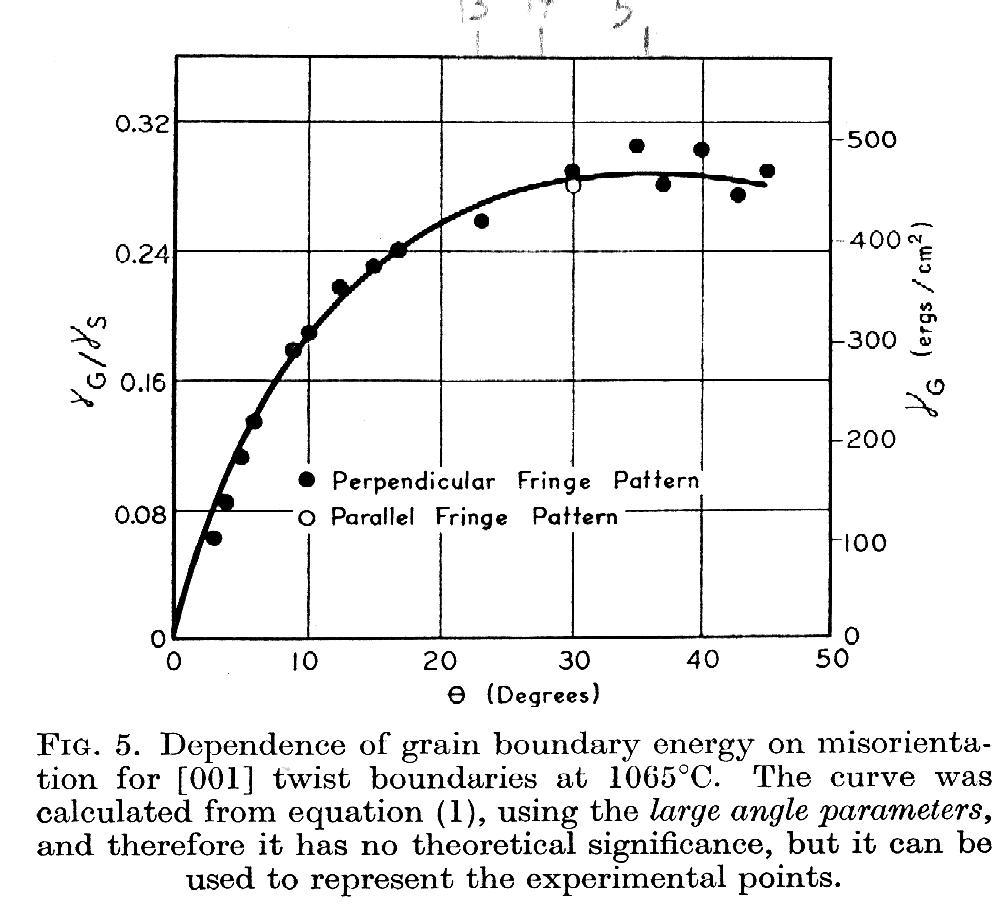 13 17 5
0.32
500
0.24
400
γG/γS
300
γG (ergs/cm²)
0.16
200
Perpendicular Fringe Pattern
0.08
Parallel Fringe Pattern
100
0
0
0 10 20 30 40 50
Θ (Degrees)
FIG. 5. Dependence of grain boundary energy on misorienta-
tion for [001] twist boundaries at 1065°C. The curve was
calculated from equation (1), using the large angle parameters,
and therefore it has no theoretical significance, but it can be
used to represent the experimental points.